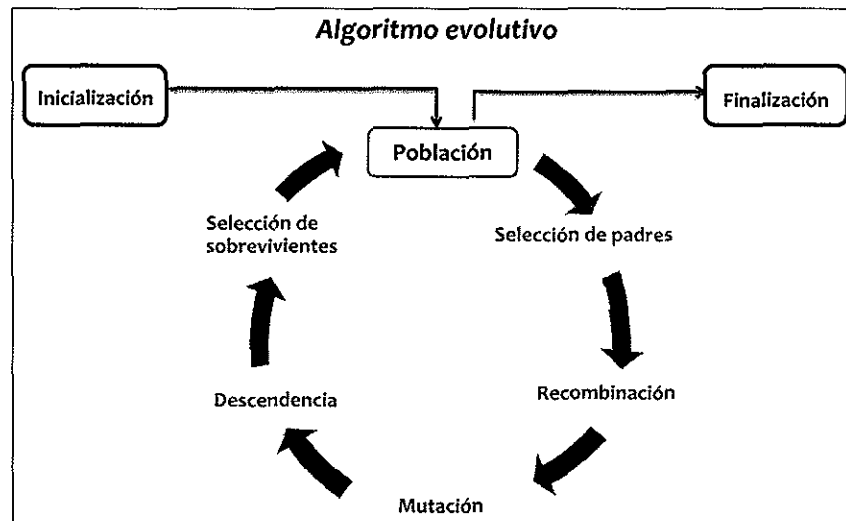 Algoritmo evolutivo
Inicialización
Finalización
Población
Selección de
sobrevivientes
Selección de padres
Descendencia
Recombinación
Mutación